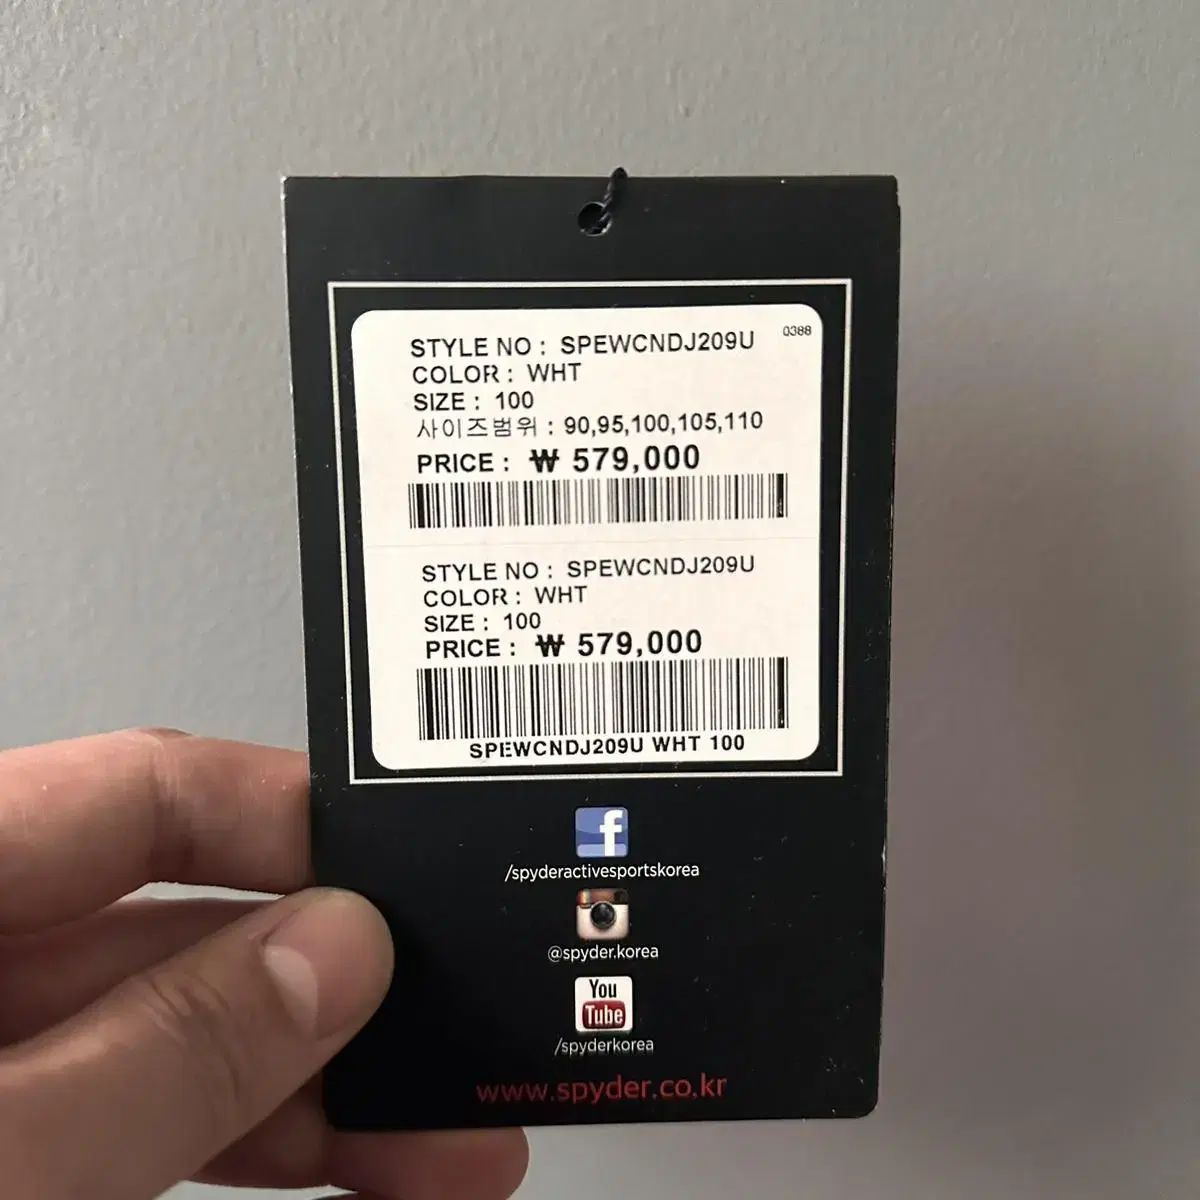 0388
STYLE NO : SPEWCNDJ209U
COLOR : WHT
SIZE : 100
사이즈범위 : 90,95,100,105,110
PRICE : ₩ 579,000
STYLE NO : SPEWCNDJ209U
COLOR : WHT
SIZE : 100
PRICE : ₩ 579,000
SPEWCNDJ209U WHT 100
f
/spyderactivesportskorea
@spyder.korea
You
Tube
/spyderkorea
www.spyder.co.kr